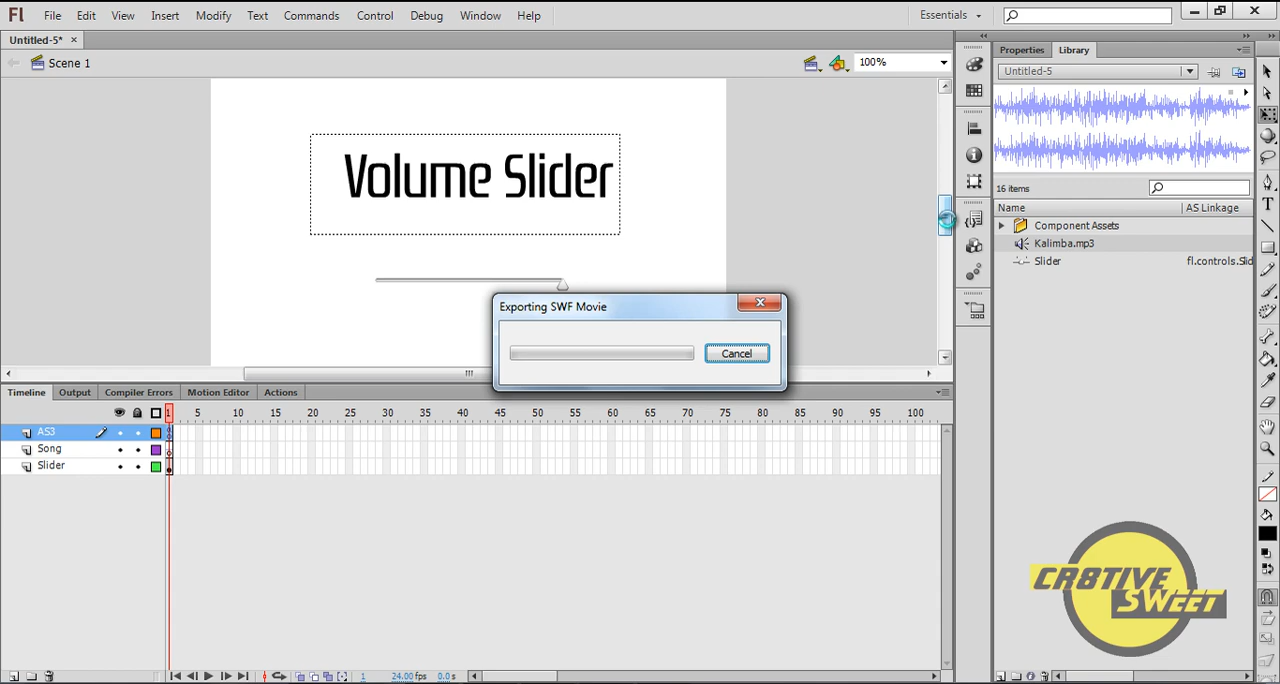 Fl File Edit View Insert Modify Text Commands Control Debug Window Help Essentials
Untitled-5*
Scene 1 100%
Properties Library
Untitled-5
16 items
Name AS Linkage
Component Assets
Kalimba.mp3
Slider fl.controls.Slid
Volume Slider
Exporting SWF Movie
Cancel
Timeline Output Compiler Errors Motion Editor Actions
1 5 10 15 20 25 30 35 40 45 50 55 60 65 70 75 80 85 90 95 100
AS3
Song
Slider
1 24.00 fps 0.0 s
CR8TIVE
SWEET